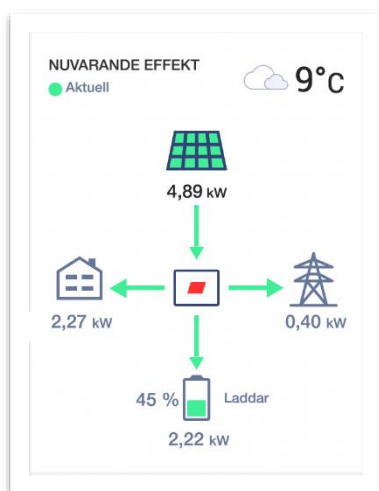 NUVARANDE EFFEKT
Aktuell
9°C
4,89 kW
2,27 kW
0,40 kW
45 %
Laddar
2,22 kW